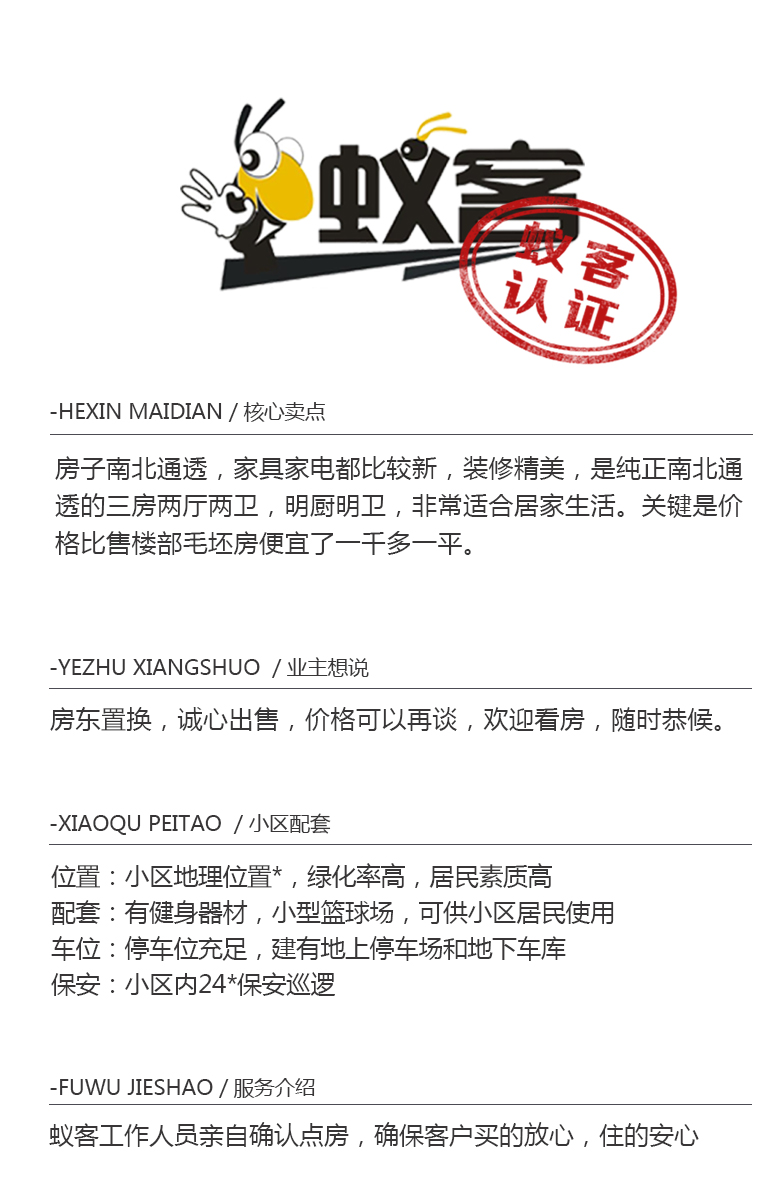 蚁客
蚁客
认证
-HEXIN MAIDIAN / 核心卖点
房子南北通透，家具家电都比较新，装修精美，是纯正南北通
透的三房两厅两卫，明厨明卫，非常适合居家生活。关键是价
格比售楼部毛坯房便宜了一千多一平。
-YEZHU XIANGSHUO / 业主想说
房东置换，诚心出售，价格可以再谈，欢迎看房，随时恭候。
-XIAOQU PEITAO / 小区配套
位置：小区地理位置*，绿化率高，居民素质高
配套：有健身器材，小型篮球场，可供小区居民使用
车位：停车位充足，建有地上停车场和地下车库
保安：小区内24*保安巡逻
-FUWU JIESHAO / 服务介绍
蚁客工作人员亲自确认点房，确保客户买的放心，住的安心